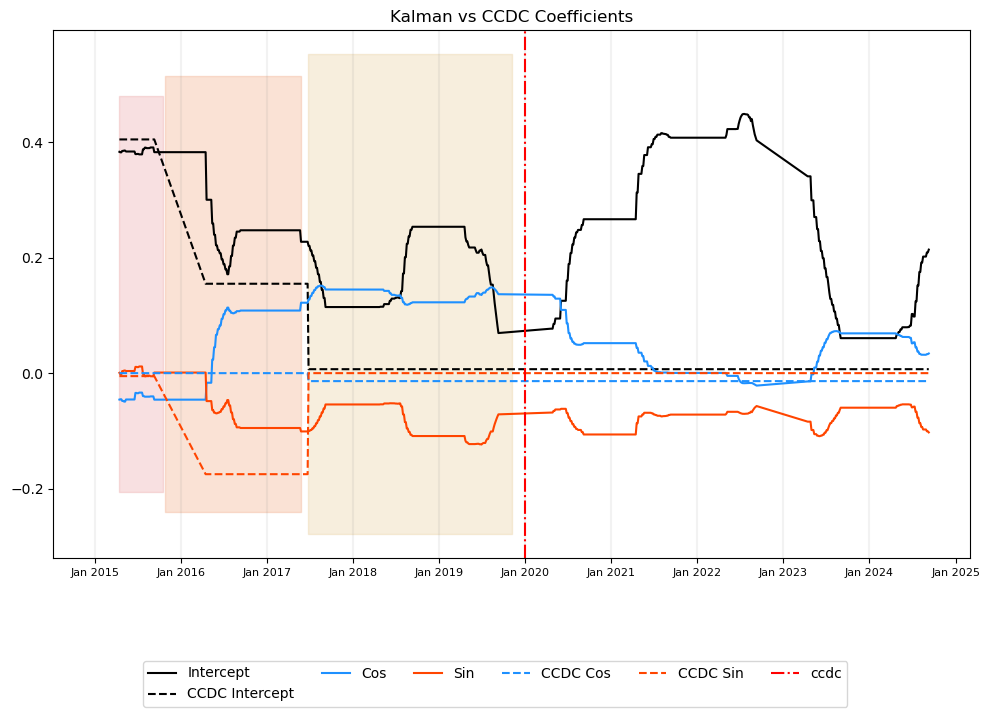 Kalman vs CCDC Coefficients
0.4
0.2
0.0
−0.2
Jan 2015 Jan 2016 Jan 2017 Jan 2018 Jan 2019 Jan 2020 Jan 2021 Jan 2022 Jan 2023 Jan 2024 Jan 2025
Intercept Cos Sin CCDC Cos CCDC Sin ccdc
CCDC Intercept